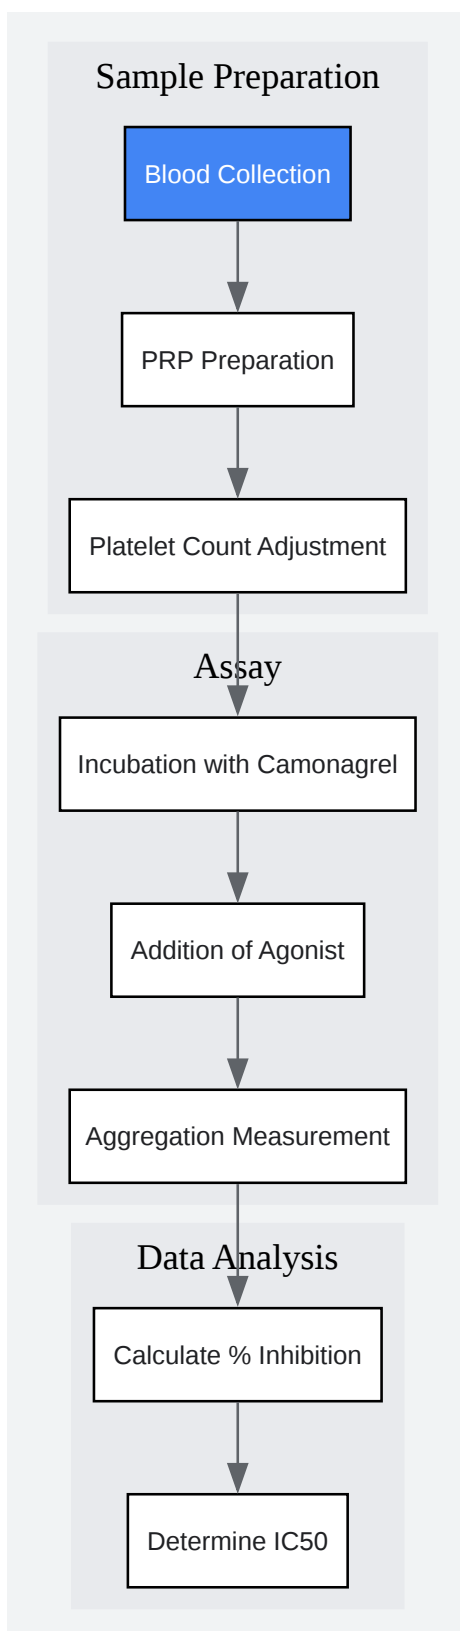 Sample Preparation
Blood Collection
PRP Preparation
Platelet Count Adjustment
Assay
Incubation with Camonagrel
Addition of Agonist
Aggregation Measurement
Data Analysis
Calculate % Inhibition
Determine IC50